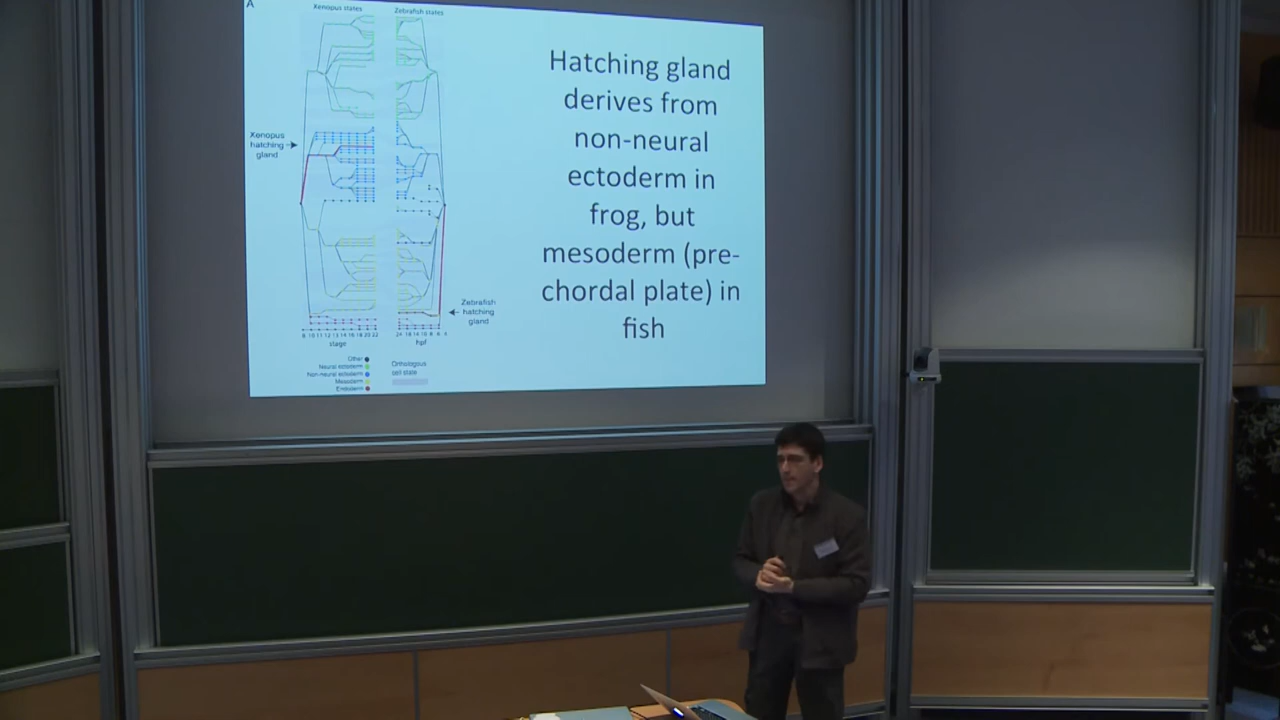 A
Xenopus states
Zebrafish states
Xenopus
hatching
gland
Hatching gland
derives from
non-neural
ectoderm in
frog, but
mesoderm (pre-
chordal plate) in
fish
Zebrafish
hatching
gland
stage
hpf
Other
Neural ectoderm
Non-neural ectoderm
Mesoderm
Endoderm
Orthologous
cell state